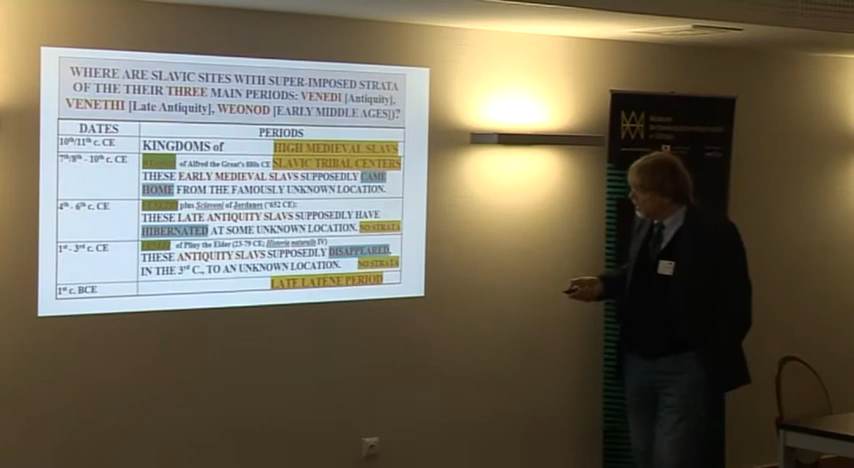 WHERE ARE SLAVIC SITES WITH SUPER-IMPOSED STRATA
OF THE THEIR THREE MAIN PERIODS: VENEDI [Antiquity],
VENETHI [Late Antiquity], WEONOD [EARLY MIDDLE AGES])?
DATES PERIODS
10th/11th c. CE KINGDOMS of HIGH MEDIEVAL SLAVS
7th/8th - 10th c. CE of Alfred the Great's 880s CE SLAVIC TRIBAL CENTERS
THESE EARLY MEDIEVAL SLAVS SUPPOSEDLY CAME
HOME FROM THE FAMOUSLY UNKNOWN LOCATION.
4th - 6th c. CE plus Sclaveni of Jordanes (*652 CE):
THESE LATE ANTIQUITY SLAVS SUPPOSEDLY HAVE
HIBERNATED AT SOME UNKNOWN LOCATION. NO STRATA
1st - 3rd c. CE of Pliny the Elder (23-79 CE; Historia naturalis IV)
THESE ANTIQUITY SLAVS SUPPOSEDLY DISAPPEARED,
IN THE 3rd C., TO AN UNKNOWN LOCATION. NO STRATA
1st c. BCE LATE LATENE PERIOD